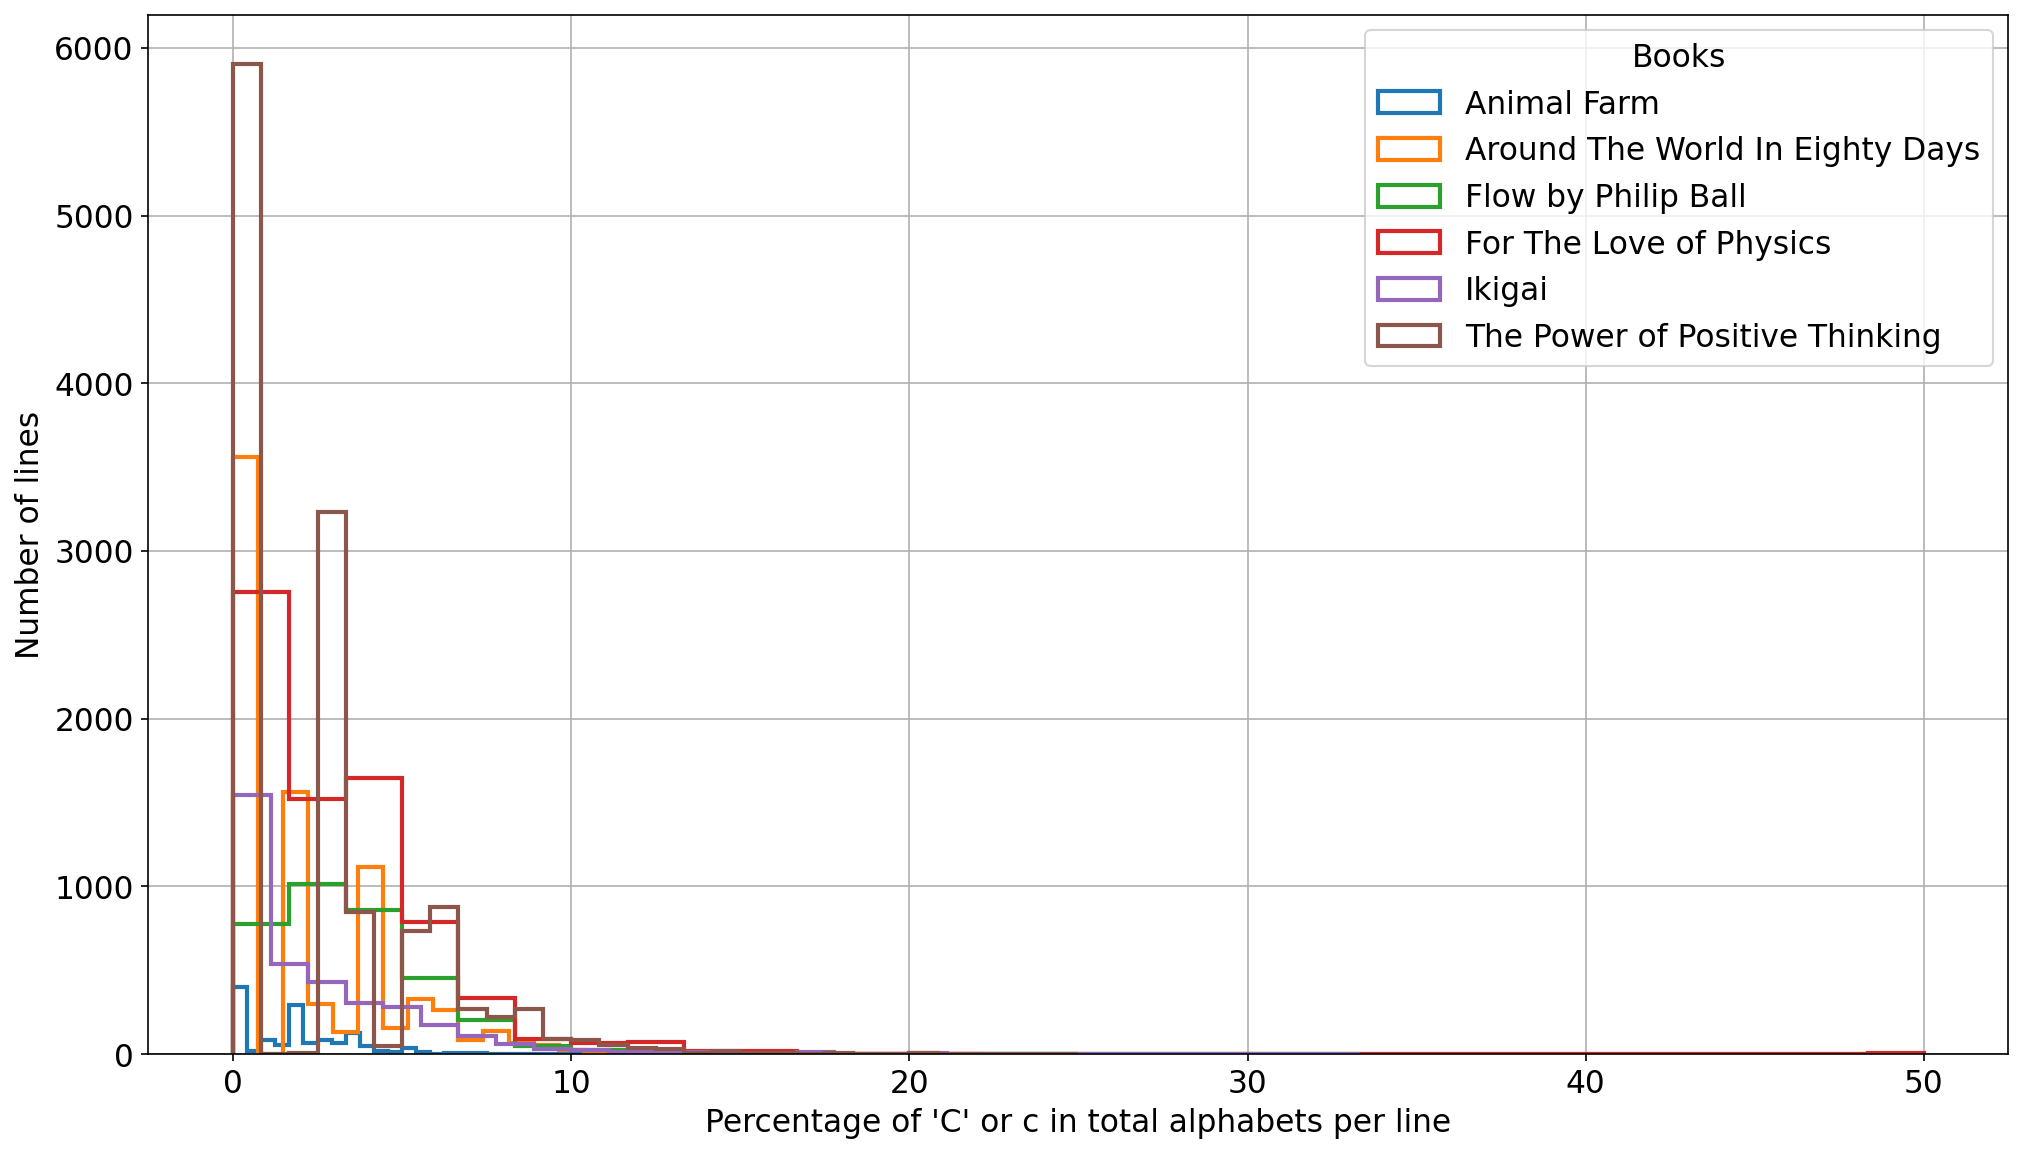 6000
5000
4000
3000
2000
1000
0
Number of lines
0 10 20 30 40 50
Percentage of 'C' or c in total alphabets per line
Books
Animal Farm
Around The World In Eighty Days
Flow by Philip Ball
For The Love of Physics
Ikigai
The Power of Positive Thinking